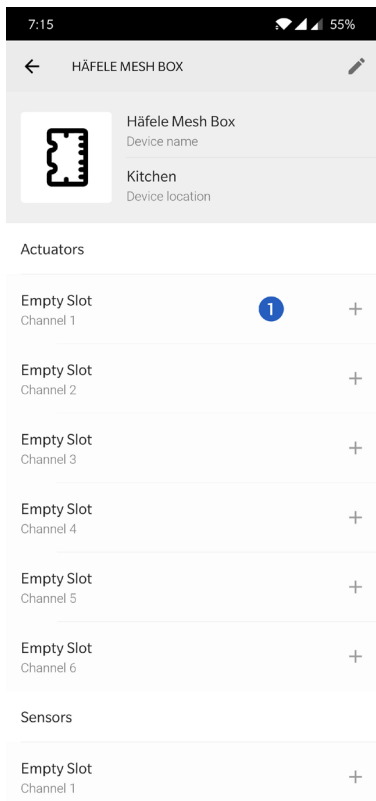 7:15
55%
HÄFELE MESH BOX
Häfele Mesh Box
Device name
Kitchen
Device location
Actuators
Empty Slot
1
Channel 1
Empty Slot
Channel 2
Empty Slot
Channel 3
Empty Slot
Channel 4
Empty Slot
Channel 5
Empty Slot
Channel 6
Sensors
Empty Slot
Channel 1